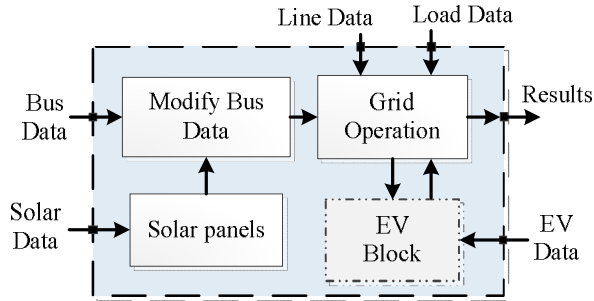 Line Data
Load Data
Bus
Data
Modify Bus
Data
Grid
Operation
Results
Solar
Data
Solar panels
EV
Block
EV
Data